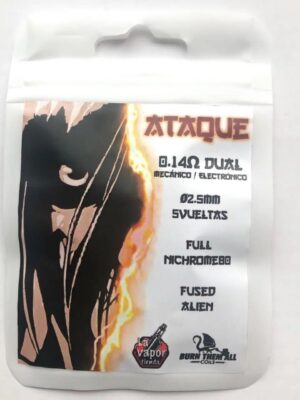 ATAQUE
0.14Ω DUAL
MECÁNICO / ELECTRÓNICO
Ø2.5MM
5VUELTAS
FULL
NICHROME80
FUSED
ALIEN
La
Vapor
tienda
BURN THEM ALL
COILS